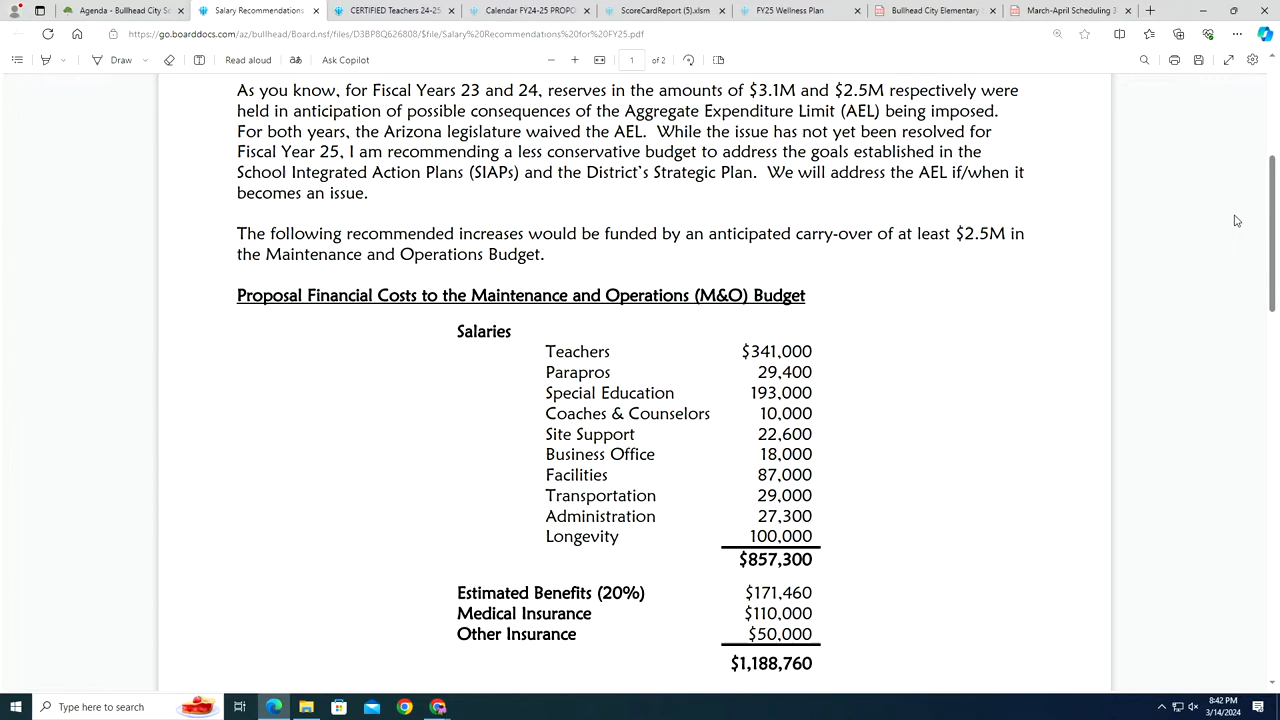 Agenda - Bullhead City Sc
Salary Recommendations
CERTIFIED Teachers 24-25
Calendar FY24-25 PROPO
ScoreCardReport (5).xlsm
FY25 Wellness Plan
Bullhead City Elementary
March-April Scheduling 3-
https://go.boarddocs.com/az/bullhead/Board.nsf/files/D3BP8Q626808/$file/Salary%20Recommendations%20for%20FY25.pdf
Draw
Read aloud
Ask Copilot
1 of 2
As you know, for Fiscal Years 23 and 24, reserves in the amounts of $3.1M and $2.5M respectively were
held in anticipation of possible consequences of the Aggregate Expenditure Limit (AEL) being imposed.
For both years, the Arizona legislature waived the AEL. While the issue has not yet been resolved for
Fiscal Year 25, I am recommending a less conservative budget to address the goals established in the
School Integrated Action Plans (SIAPs) and the District's Strategic Plan. We will address the AEL if/when it
becomes an issue.
The following recommended increases would be funded by an anticipated carry-over of at least $2.5M in
the Maintenance and Operations Budget.
Proposal Financial Costs to the Maintenance and Operations (M&O) Budget
Salaries
Teachers $341,000
Parapros 29,400
Special Education 193,000
Coaches & Counselors 10,000
Site Support 22,600
Business Office 18,000
Facilities 87,000
Transportation 29,000
Administration 27,300
Longevity 100,000
$857,300
Estimated Benefits (20%) $171,460
Medical Insurance $110,000
Other Insurance $50,000
$1,188,760
Type here to search
8:42 PM
3/14/2024